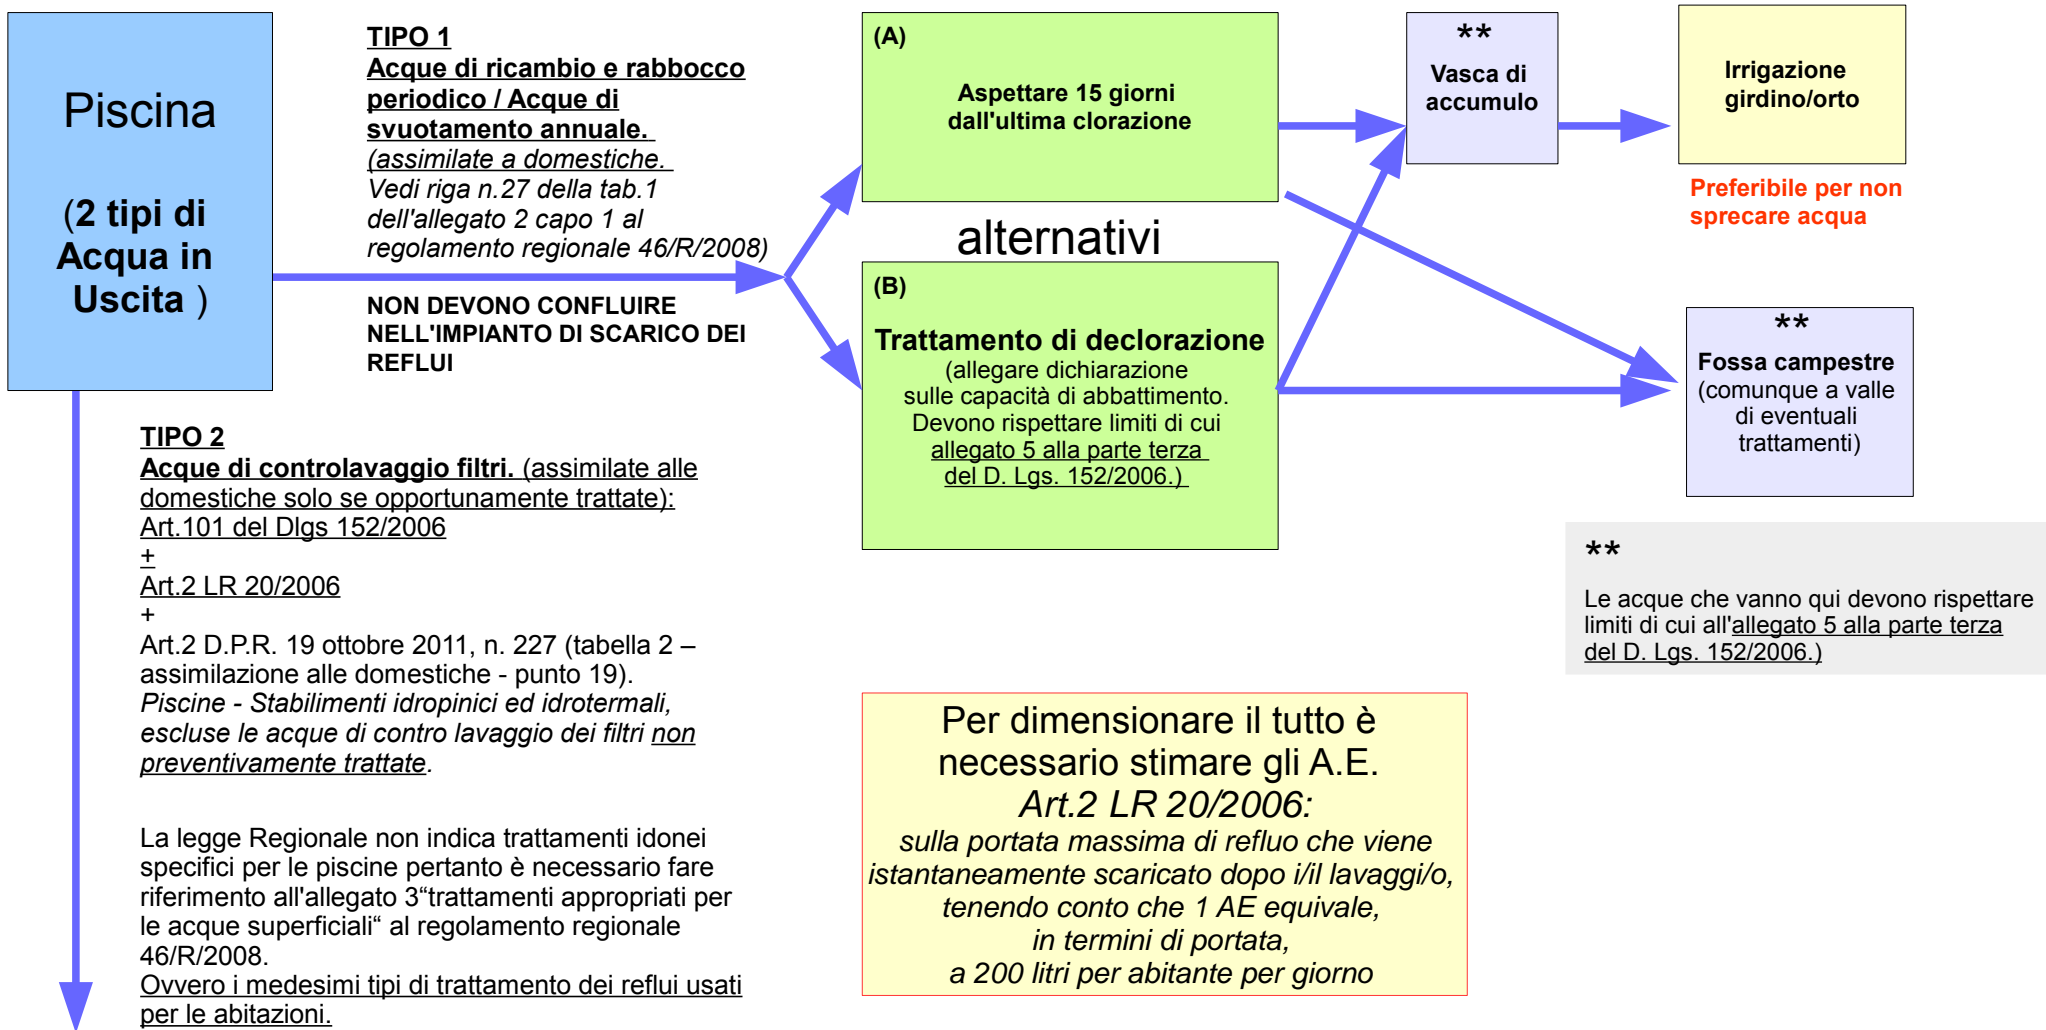 Piscina
(2 tipi di
Acqua in
Uscita )
TIPO 1
Acque di ricambio e rabbocco
periodico / Acque di
svuotamento annuale.
(assimilate a domestiche.
Vedi riga n.27 della tab.1
dell'allegato 2 capo 1 al
regolamento regionale 46/R/2008)
NON DEVONO CONFLUIRE
NELL'IMPIANTO DI SCARICO DEI
REFLUI
(A)
Aspettare 15 giorni
dall'ultima clorazione
alternativi
(B)
Trattamento di declorazione
(allegare dichiarazione
sulle capacità di abbattimento.
Devono rispettare limiti di cui
allegato 5 alla parte terza
del D. Lgs. 152/2006.)
**
Vasca di
accumulo
Irrigazione
girdino/orto
Preferibile per non
sprecare acqua
**
Fossa campestre
(comunque a valle
di eventuali
trattamenti)
**
Le acque che vanno qui devono rispettare
limiti di cui all'allegato 5 alla parte terza
del D. Lgs. 152/2006.)
TIPO 2
Acque di controlavaggio filtri. (assimilate alle
domestiche solo se opportunamente trattate):
Art.101 del Dlgs 152/2006
+
Art.2 LR 20/2006
+
Art.2 D.P.R. 19 ottobre 2011, n. 227 (tabella 2 –
assimilazione alle domestiche - punto 19).
Piscine - Stabilimenti idropinici ed idrotermali,
escluse le acque di contro lavaggio dei filtri non
preventivamente trattate.
La legge Regionale non indica trattamenti idonei
specifici per le piscine pertanto è necessario fare
riferimento all'allegato 3“trattamenti appropriati per
le acque superficiali“ al regolamento regionale
46/R/2008.
Ovvero i medesimi tipi di trattamento dei reflui usati
per le abitazioni.
Per dimensionare il tutto è
necessario stimare gli A.E.
Art.2 LR 20/2006:
sulla portata massima di refluo che viene
istantaneamente scaricato dopo i/il lavaggi/o,
tenendo conto che 1 AE equivale,
in termini di portata,
a 200 litri per abitante per giorno